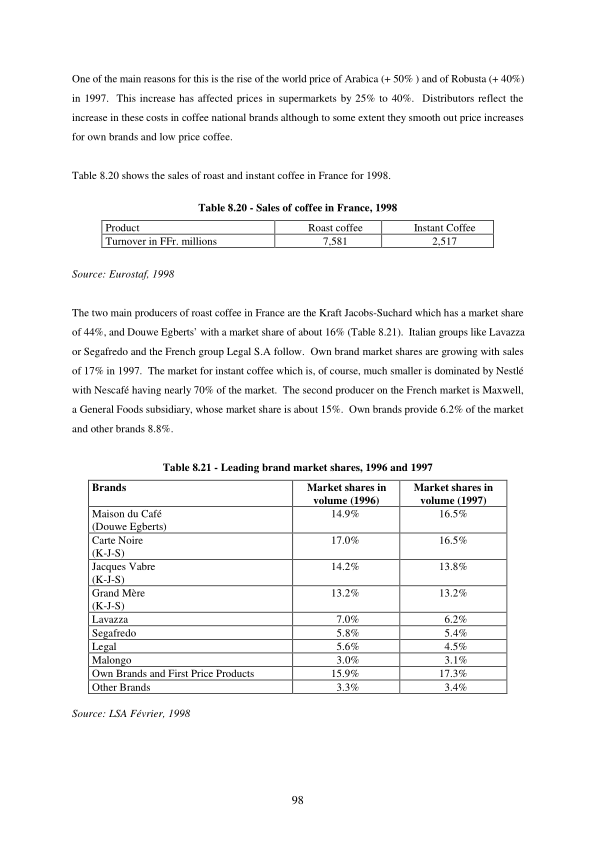 One of the main reasons for this is the rise of the world price of Arabica (+ 50% ) and of Robusta (+ 40%)
in 1997. This increase has affected prices in supermarkets by 25% to 40%. Distributors reflect the
increase in these costs in coffee national brands although to some extent they smooth out price increases
for own brands and low price coffee.
Table 8.20 shows the sales of roast and instant coffee in France for 1998.
Table 8.20 - Sales of coffee in France, 1998
Product Roast coffee Instant Coffee
Turnover in FFr. millions 7,581 2,517
Source: Eurostaf, 1998
The two main producers of roast coffee in France are the Kraft Jacobs-Suchard which has a market share
of 44%, and Douwe Egberts' with a market share of about 16% (Table 8.21). Italian groups like Lavazza
or Segafredo and the French group Legal S.A follow. Own brand market shares are growing with sales
of 17% in 1997. The market for instant coffee which is, of course, much smaller is dominated by Nestlé
with Nescafé having nearly 70% of the market. The second producer on the French market is Maxwell,
a General Foods subsidiary, whose market share is about 15%. Own brands provide 6.2% of the market
and other brands 8.8%.
Table 8.21 - Leading brand market shares, 1996 and 1997
Brands Market shares in Market shares in
volume (1996) volume (1997)
Maison du Café 14.9% 16.5%
(Douwe Egberts)
Carte Noire 17.0% 16.5%
(K-J-S)
Jacques Vabre 14.2% 13.8%
(K-J-S)
Grand Mère 13.2% 13.2%
(K-J-S)
Lavazza 7.0% 6.2%
Segafredo 5.8% 5.4%
Legal 5.6% 4.5%
Malongo 3.0% 3.1%
Own Brands and First Price Products 15.9% 17.3%
Other Brands 3.3% 3.4%
Source: LSA Février, 1998
98